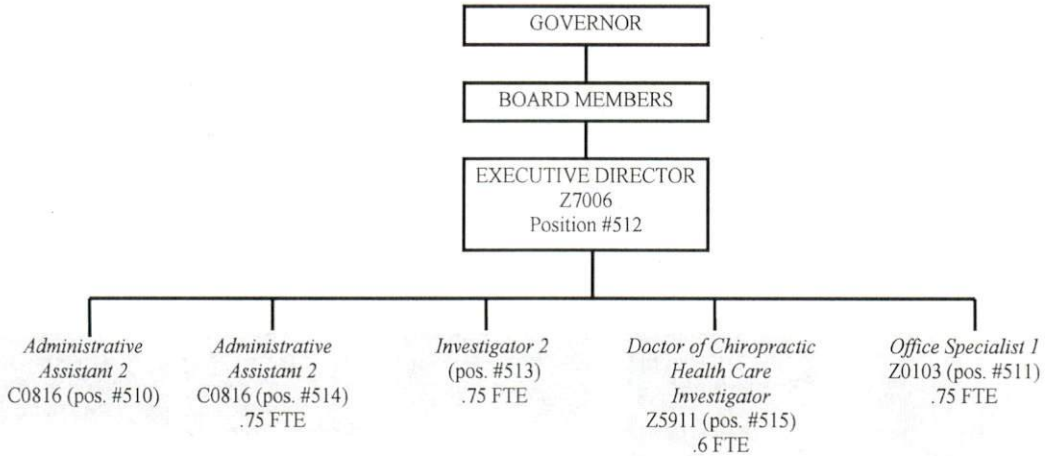 GOVERNOR
BOARD MEMBERS
EXECUTIVE DIRECTOR
Z7006
Position #512
Administrative
Assistant 2
C0816 (pos. #510)
Administrative
Assistant 2
C0816 (pos. #514)
.75 FTE
Investigator 2
(pos. #513)
.75 FTE
Doctor of Chiropractic
Health Care
Investigator
Z5911 (pos. #515)
.6 FTE
Office Specialist 1
Z0103 (pos. #511)
.75 FTE